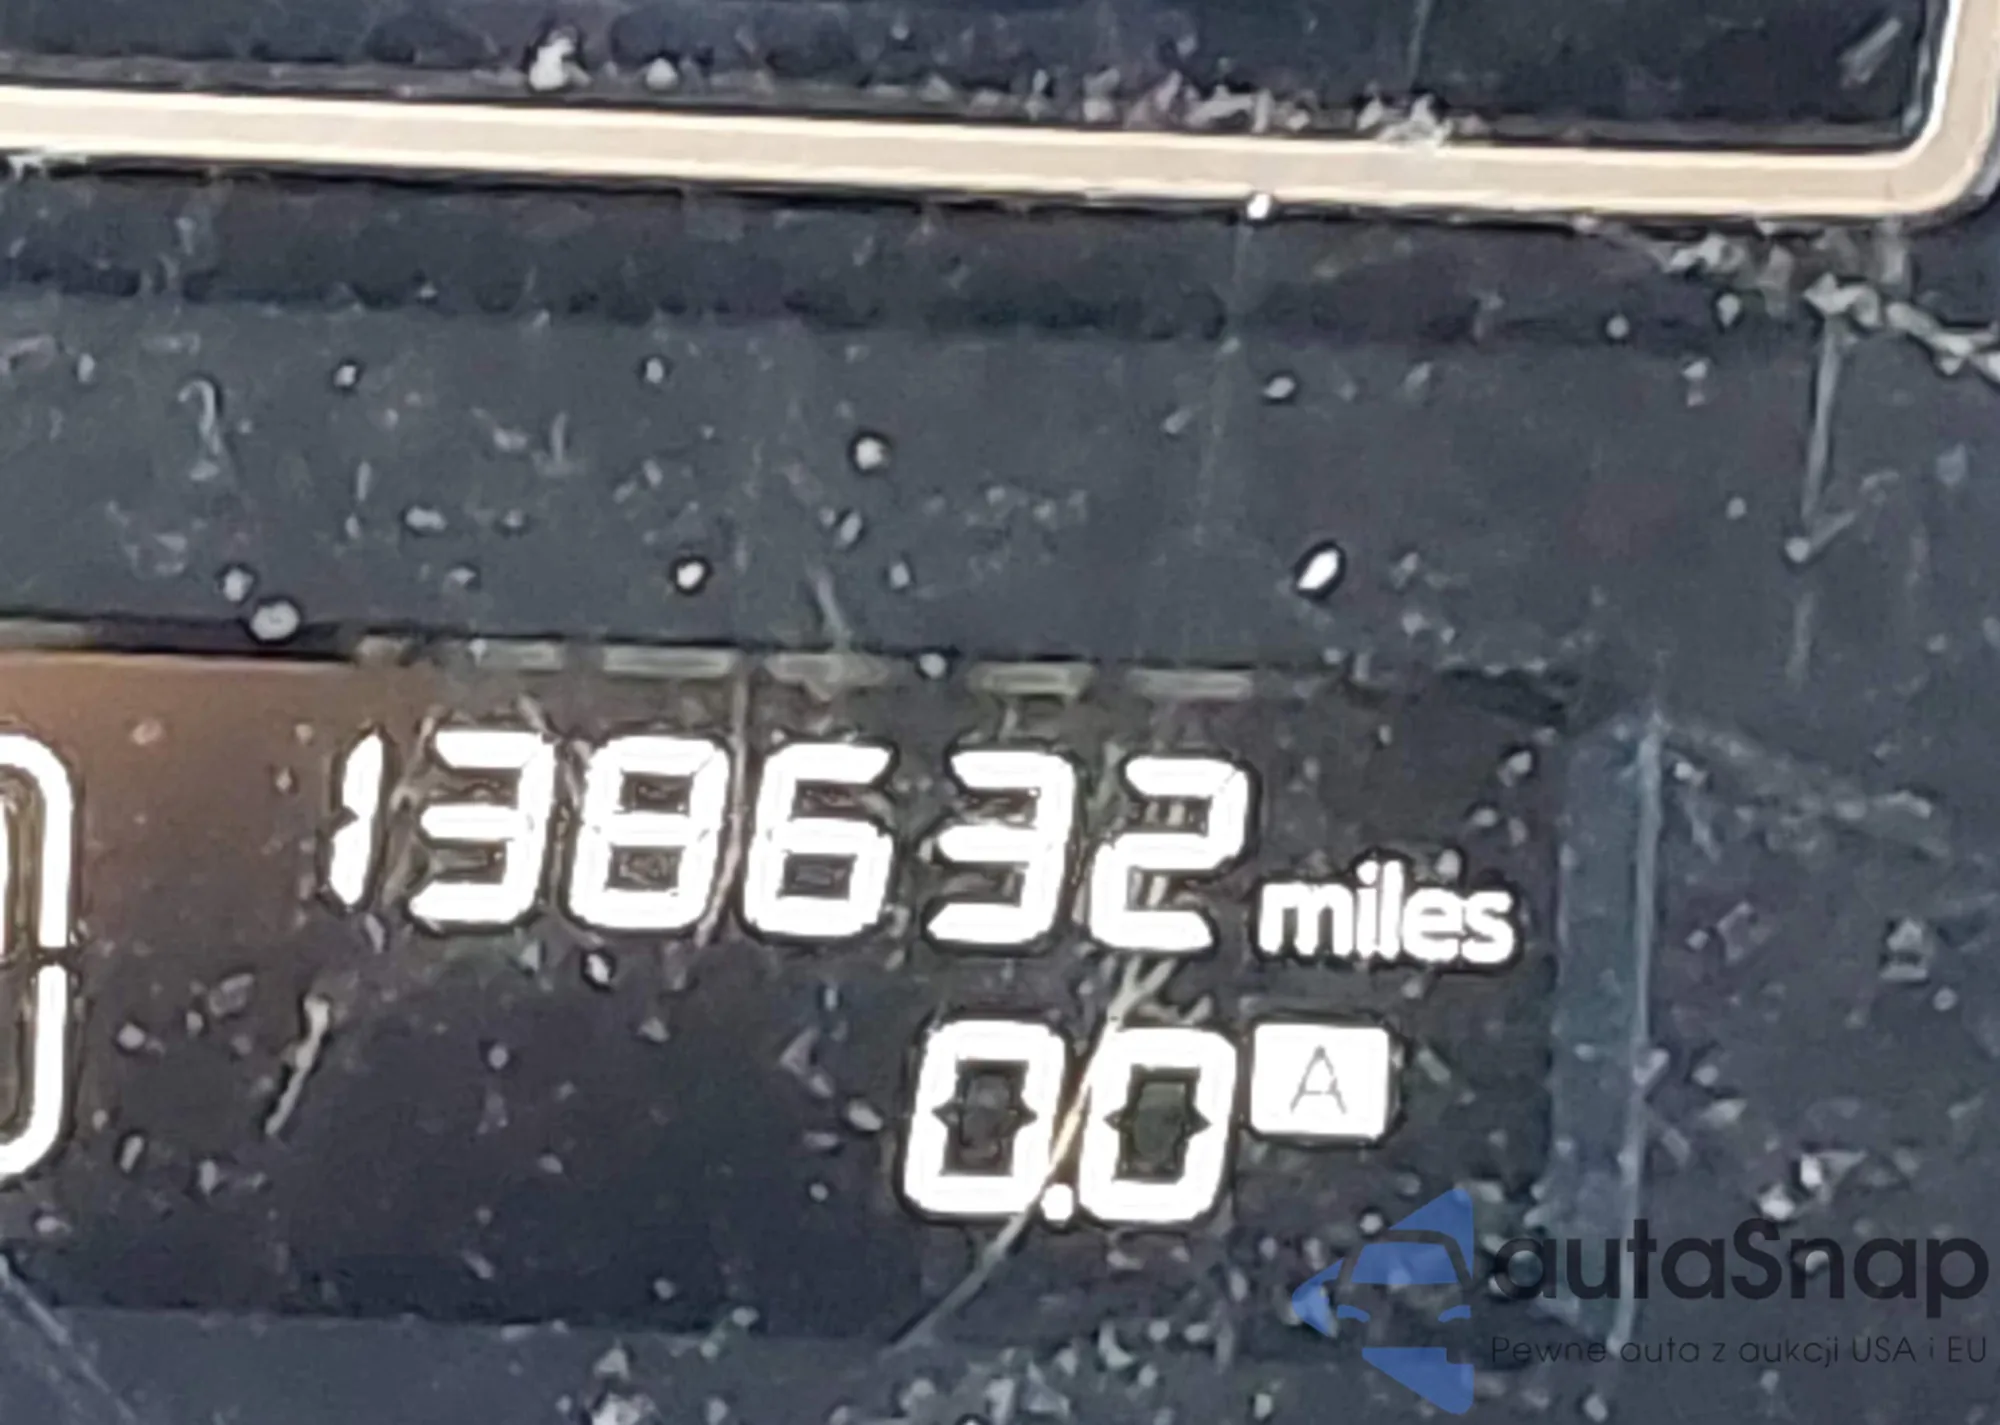 138632 miles
0.0 A
autaSnap
Pewne auta z aukcji USA i EU